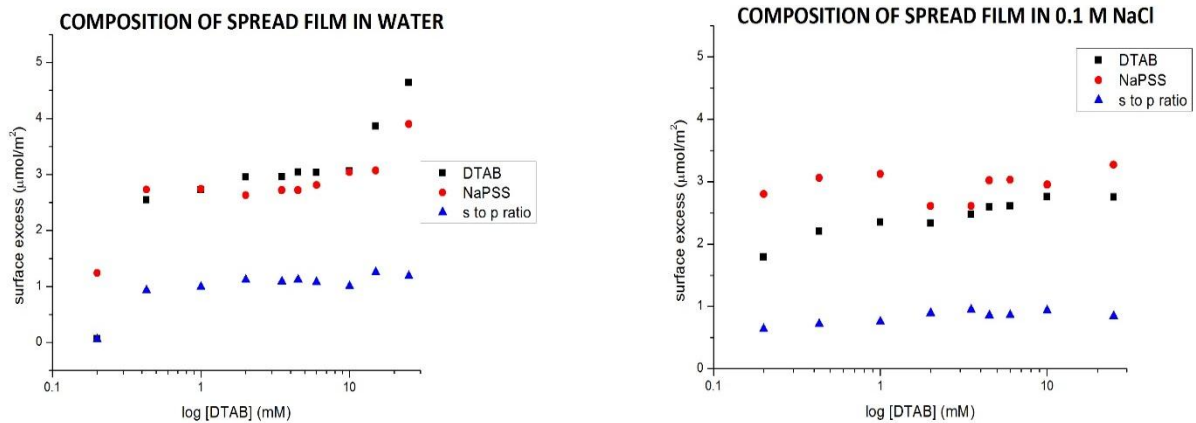 COMPOSITION OF SPREAD FILM IN WATER
5
4
3
2
1
0
surface excess (μmol/m²)
0.1
1
10
log [DTAB] (mM)
DTAB
NaPSS
s to p ratio
COMPOSITION OF SPREAD FILM IN 0.1 M NaCl
5
4
3
2
1
0
surface excess (μmol/m²)
0.1
1
10
log [DTAB] (mM)
DTAB
NaPSS
s to p ratio